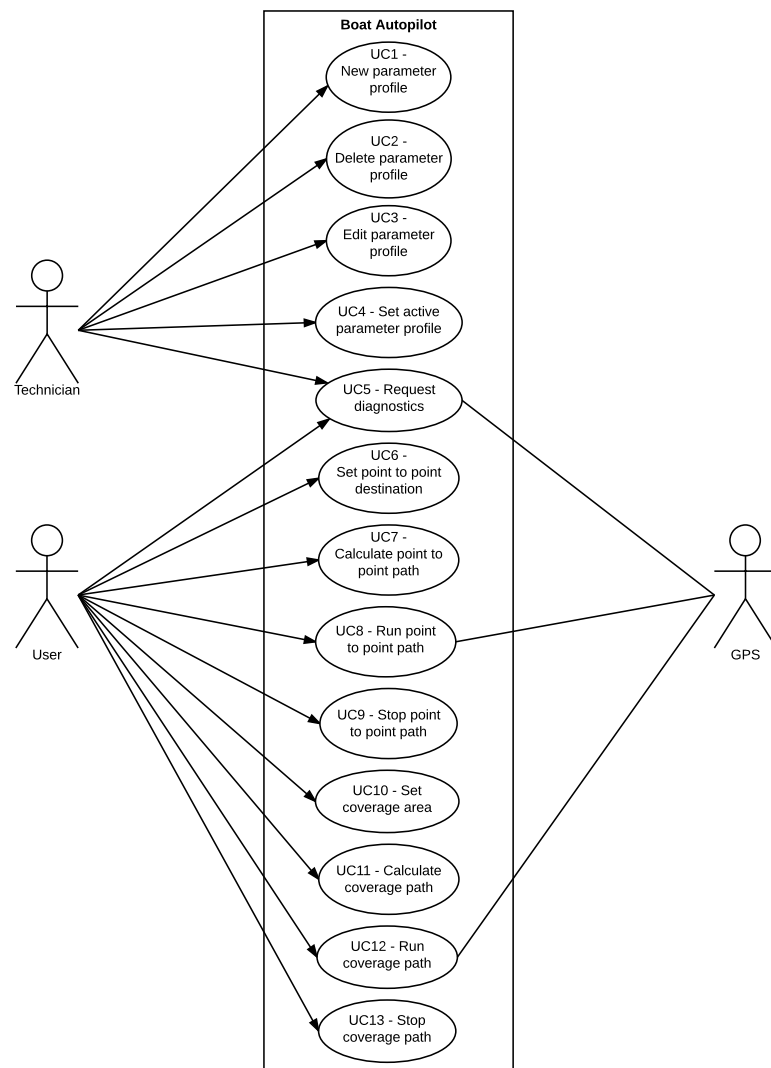 Boat Autopilot
UC1 -
New parameter
profile
UC2 -
Delete parameter
profile
UC3 -
Edit parameter
profile
UC4 - Set active
parameter profile
Technician
UC5 - Request
diagnostics
UC6 -
Set point to point
destination
UC7 -
Calculate point to
point path
UC8 - Run point
to point path
User
GPS
UC9 - Stop point
to point path
UC10 - Set
coverage area
UC11 - Calculate
coverage path
UC12 - Run
coverage path
UC13 - Stop
coverage path